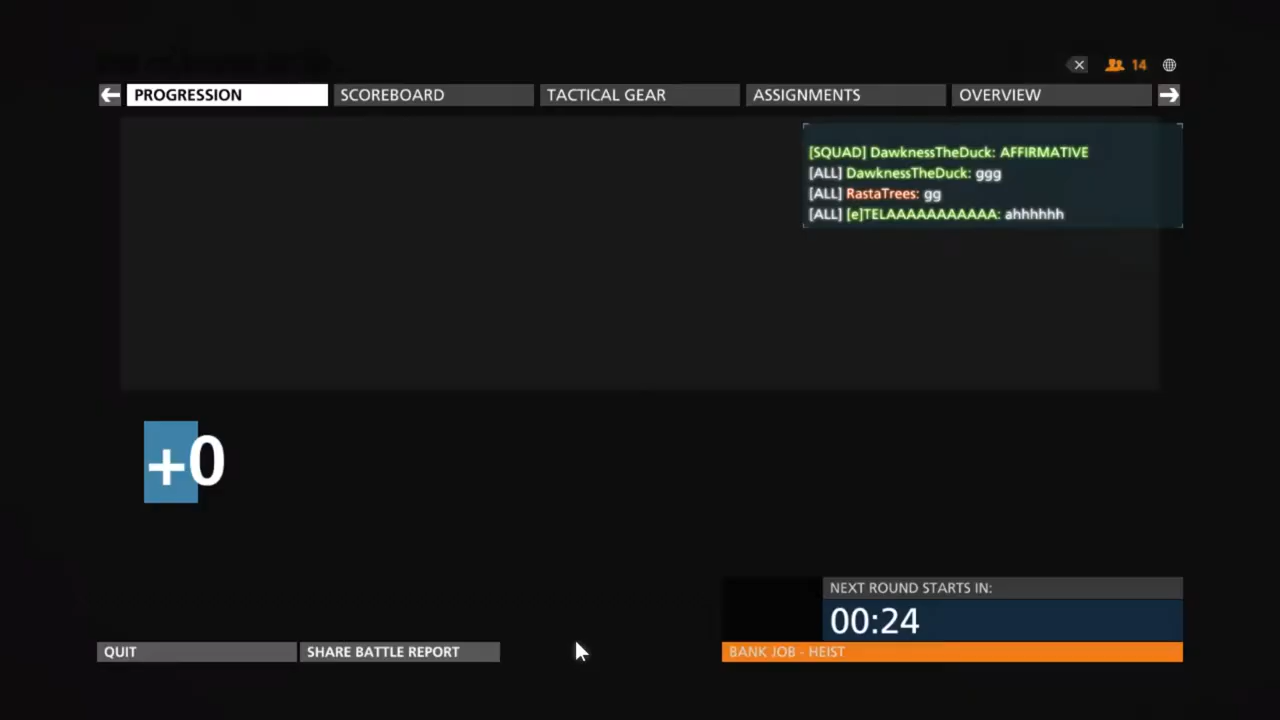 14
PROGRESSION SCOREBOARD TACTICAL GEAR ASSIGNMENTS OVERVIEW
[SQUAD] DawknessTheDuck: AFFIRMATIVE
[ALL] DawknessTheDuck: ggg
[ALL] RastaTrees: gg
[ALL] [e]TELAAAAAAAAAAA: ahhhhhh
+0
NEXT ROUND STARTS IN:
00:24
QUIT SHARE BATTLE REPORT BANK JOB - HEIST